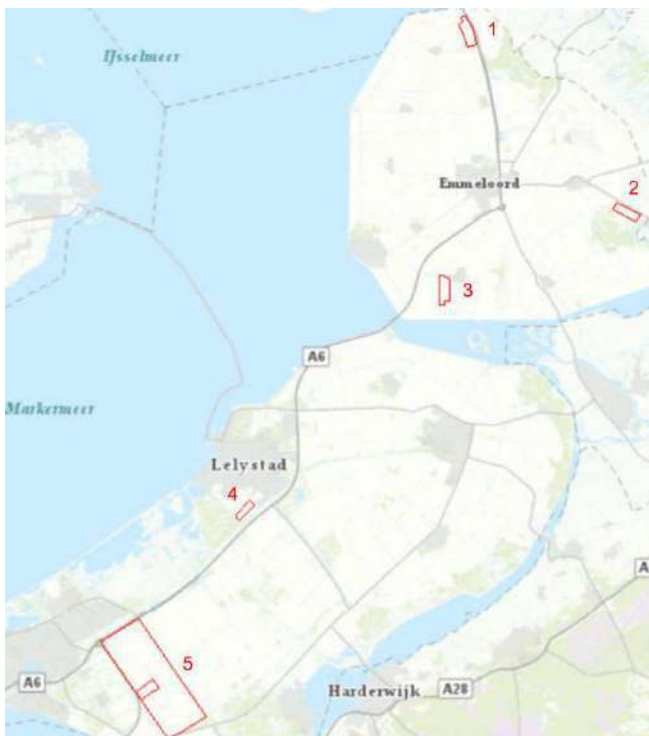 1
IJsselmeer
Emmeloord
2
3
A6
Markermeer
Lelystad
4
5
A6
Harderwijk
A28
A